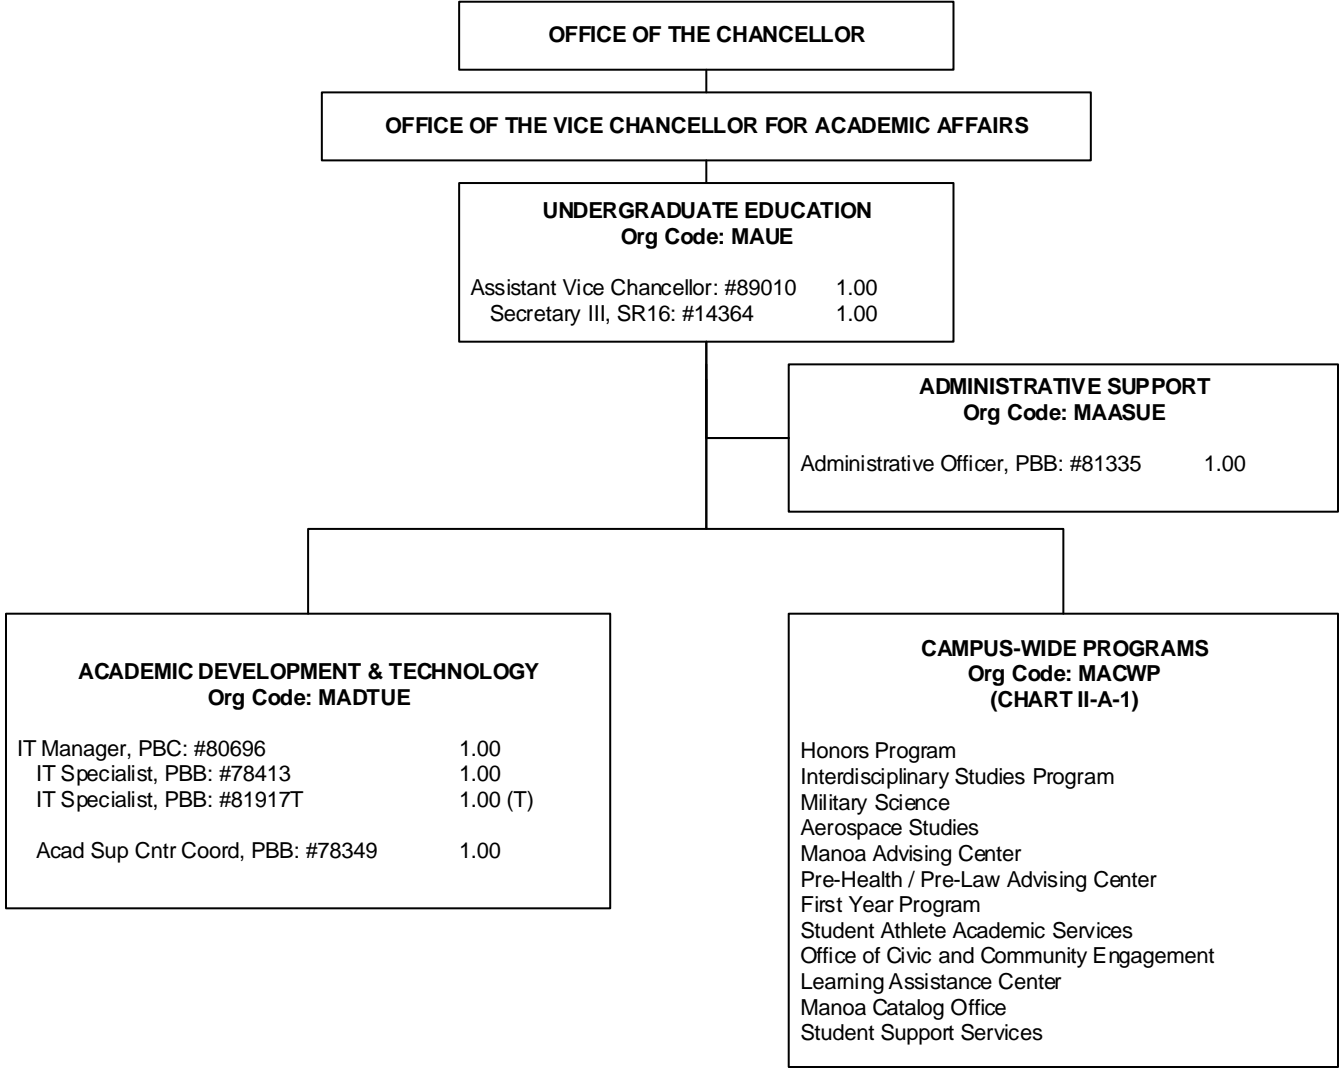 OFFICE OF THE CHANCELLOR
OFFICE OF THE VICE CHANCELLOR FOR ACADEMIC AFFAIRS
UNDERGRADUATE EDUCATION
Org Code: MAUE
Assistant Vice Chancellor: #89010 1.00
Secretary III, SR16: #14364 1.00
ADMINISTRATIVE SUPPORT
Org Code: MAASUE
Administrative Officer, PBB: #81335 1.00
ACADEMIC DEVELOPMENT & TECHNOLOGY
Org Code: MADTUE
IT Manager, PBC: #80696 1.00
IT Specialist, PBB: #78413 1.00
IT Specialist, PBB: #81917T 1.00 (T)
Acad Sup Cntr Coord, PBB: #78349 1.00
CAMPUS-WIDE PROGRAMS
Org Code: MACWP
(CHART II-A-1)
Honors Program
Interdisciplinary Studies Program
Military Science
Aerospace Studies
Manoa Advising Center
Pre-Health / Pre-Law Advising Center
First Year Program
Student Athlete Academic Services
Office of Civic and Community Engagement
Learning Assistance Center
Manoa Catalog Office
Student Support Services